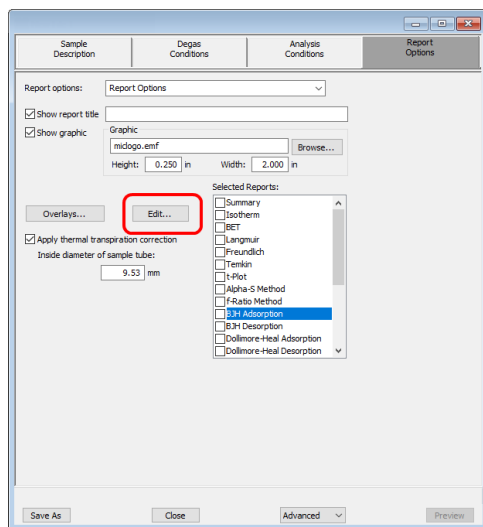 Sample Description
Degas Conditions
Analysis Conditions
Report Options
Report options:
Report Options
Show report title
Show graphic
Graphic
miclogo.emf
Browse...
Height: 0.250 in Width: 2.000 in
Selected Reports:
Overlays...
Edit...
Apply thermal transpiration correction
Inside diameter of sample tube:
9.53 mm
Summary
Isotherm
BET
Langmuir
Freundlich
Temkin
t-Plot
Alpha-S Method
f-Ratio Method
BJH Adsorption
BJH Desorption
Dollimore-Heal Adsorption
Dollimore-Heal Desorption
Save As
Close
Advanced
Preview